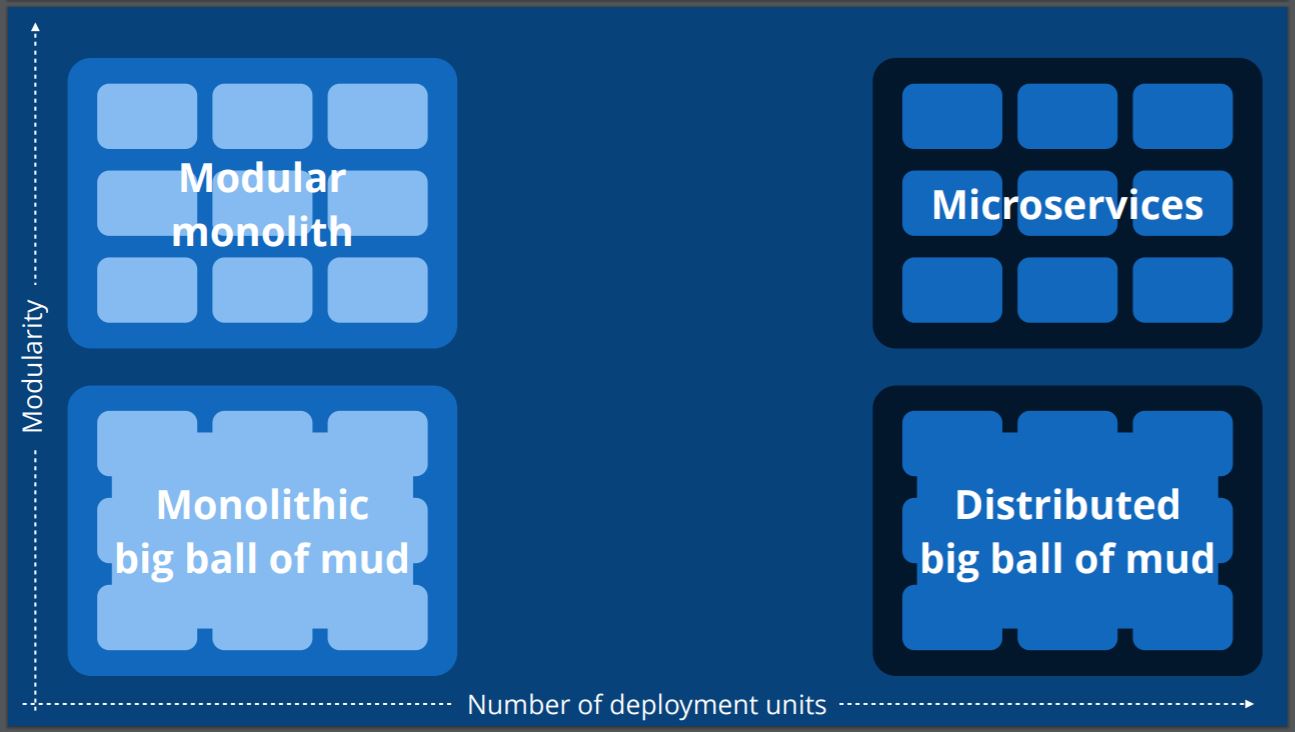 Modular
monolith
Microservices
Modularity
Monolithic
big ball of mud
Distributed
big ball of mud
Number of deployment units